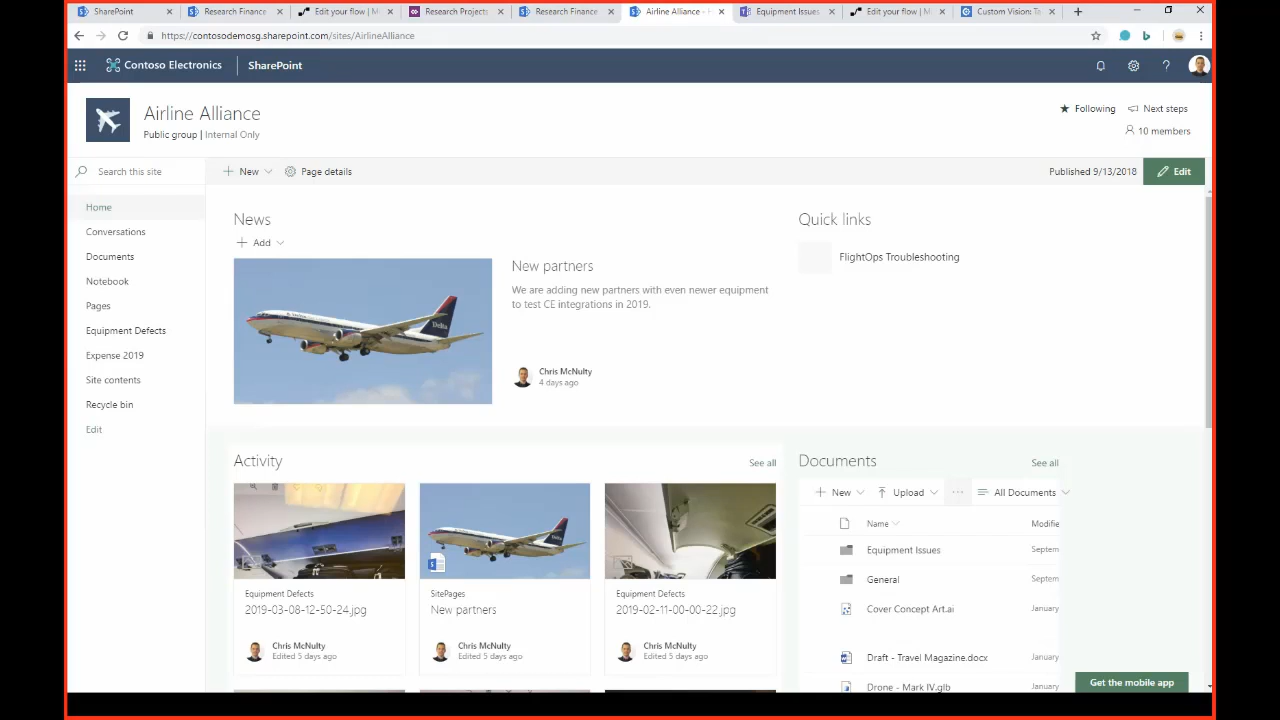 SharePoint
Research Finance
Edit your flow | M
Research Projects
Research Finance
Airline Alliance - H
Equipment Issues
Edit your flow | M
Custom Vision: Te
https://contosodemosg.sharepoint.com/sites/AirlineAlliance
Contoso Electronics
SharePoint
Airline Alliance
Public group | Internal Only
Following
Next steps
10 members
Search this site
New
Page details
Published 9/13/2018
Edit
Home
Conversations
Documents
Notebook
Pages
Equipment Defects
Expense 2019
Site contents
Recycle bin
Edit
News
Add
New partners
We are adding new partners with even newer equipment
to test CE integrations in 2019.
Chris McNulty
4 days ago
Quick links
FlightOps Troubleshooting
Activity
See all
Equipment Defects
2019-03-08-12-50-24.jpg
Chris McNulty
Edited 5 days ago
Delta
SitePages
New partners
Chris McNulty
Edited 5 days ago
Equipment Defects
2019-02-11-00-00-22.jpg
Chris McNulty
Edited 5 days ago
Documents
See all
New
Upload
All Documents
Name
Modifie
Equipment Issues
Septem
General
Septem
Cover Concept Art.ai
January
Draft - Travel Magazine.docx
January
Drone - Mark IV.glb
January
Get the mobile app